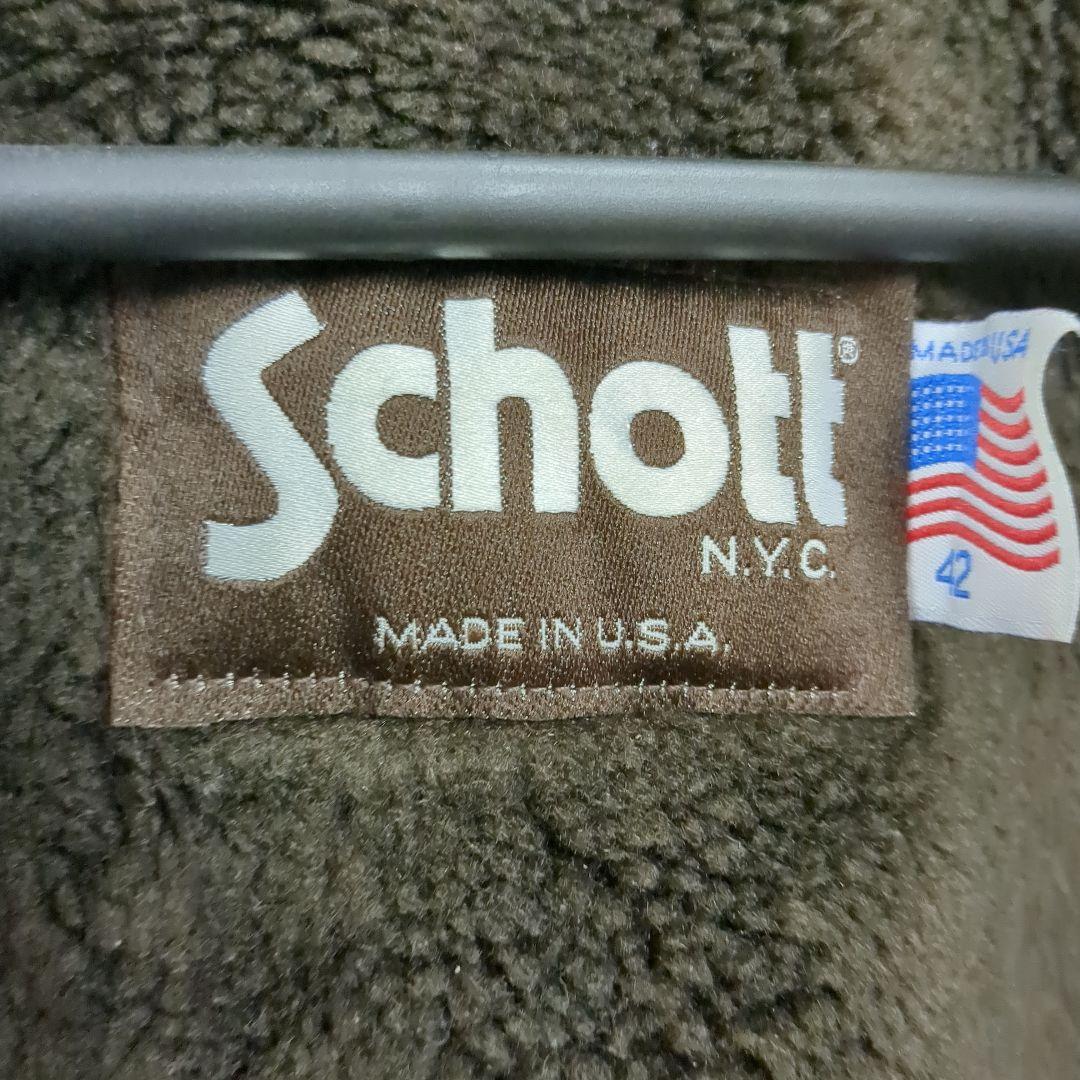 Schott®
N.Y.C.
MADE IN U.S.A.
MADE IN USA
42